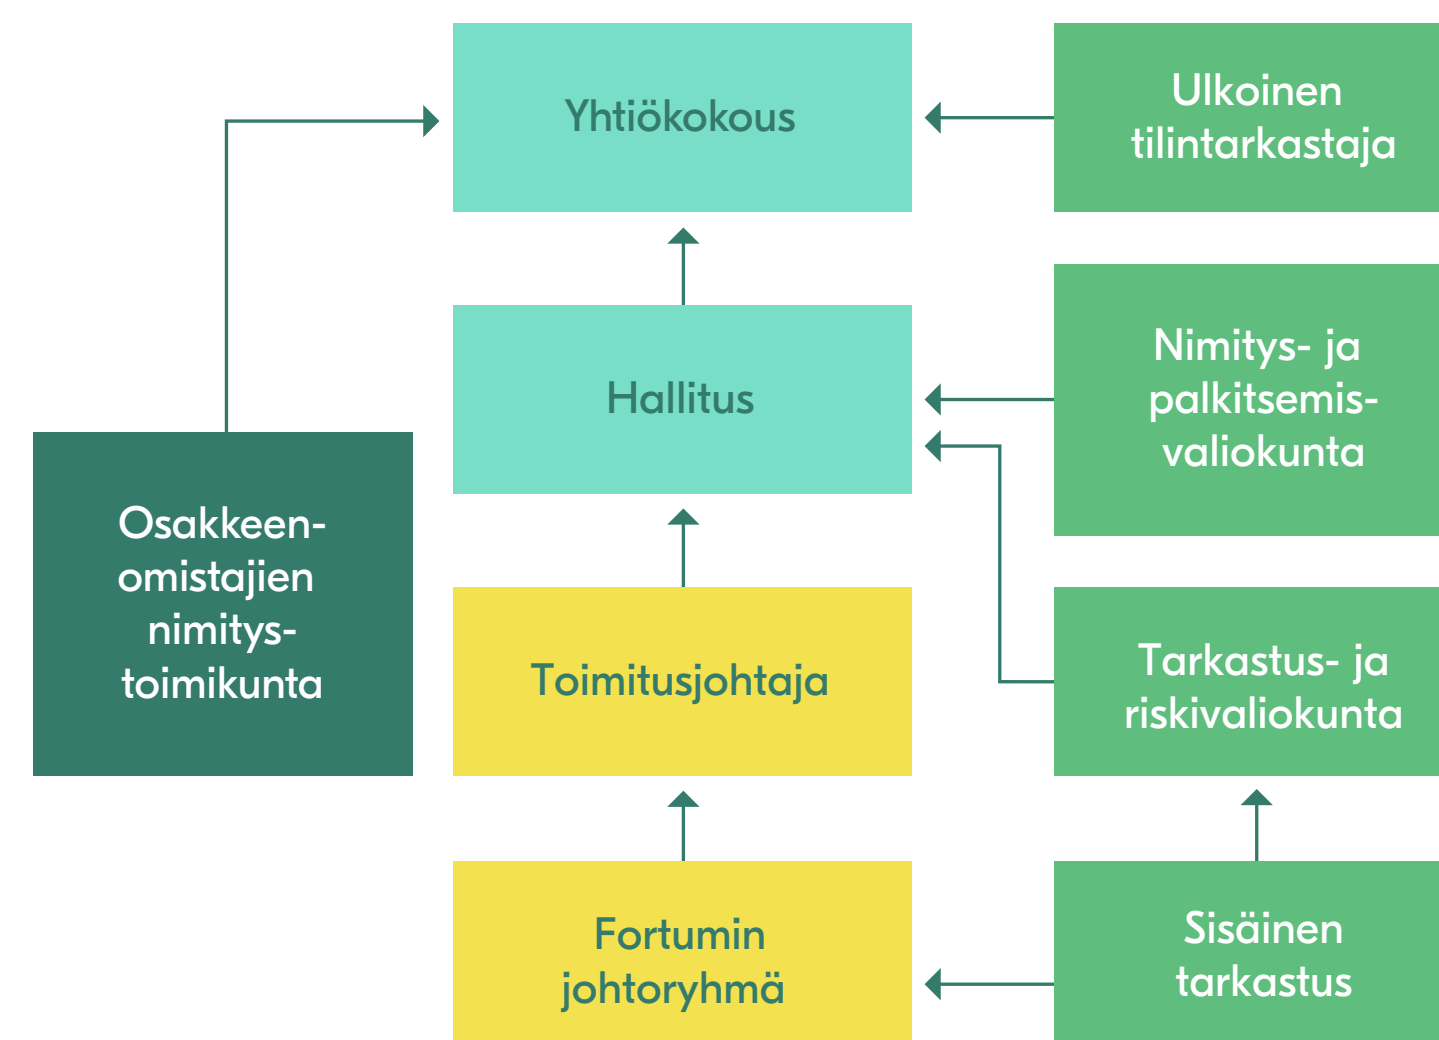 Yhtiökokous
Ulkoinen
tilintarkastaja
Hallitus
Nimitys- ja
palkitsemis-
valiokunta
Osakkeen-
omistajien
nimitys-
toimikunta
Toimitusjohtaja
Tarkastus- ja
riskivaliokunta
Fortumin
johtoryhmä
Sisäinen
tarkastus